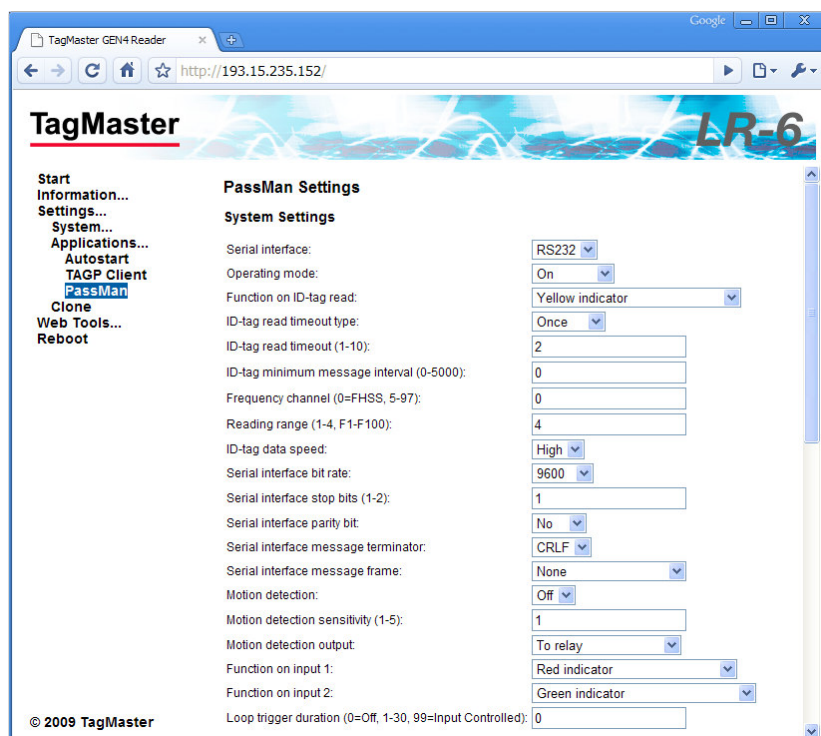 Google
TagMaster GEN4 Reader
http://193.15.235.152/
TagMaster
LR-6
Start
Information...
Settings...
System...
Applications...
Autostart
TAGP Client
PassMan
Clone
Web Tools...
Reboot
© 2009 TagMaster
PassMan Settings
System Settings
Serial interface: RS232
Operating mode: On
Function on ID-tag read: Yellow indicator
ID-tag read timeout type: Once
ID-tag read timeout (1-10): 2
ID-tag minimum message interval (0-5000): 0
Frequency channel (0=FHSS, 5-97): 0
Reading range (1-4, F1-F100): 4
ID-tag data speed: High
Serial interface bit rate: 9600
Serial interface stop bits (1-2): 1
Serial interface parity bit: No
Serial interface message terminator: CRLF
Serial interface message frame: None
Motion detection: Off
Motion detection sensitivity (1-5): 1
Motion detection output: To relay
Function on input 1: Red indicator
Function on input 2: Green indicator
Loop trigger duration (0=Off, 1-30, 99=Input Controlled): 0